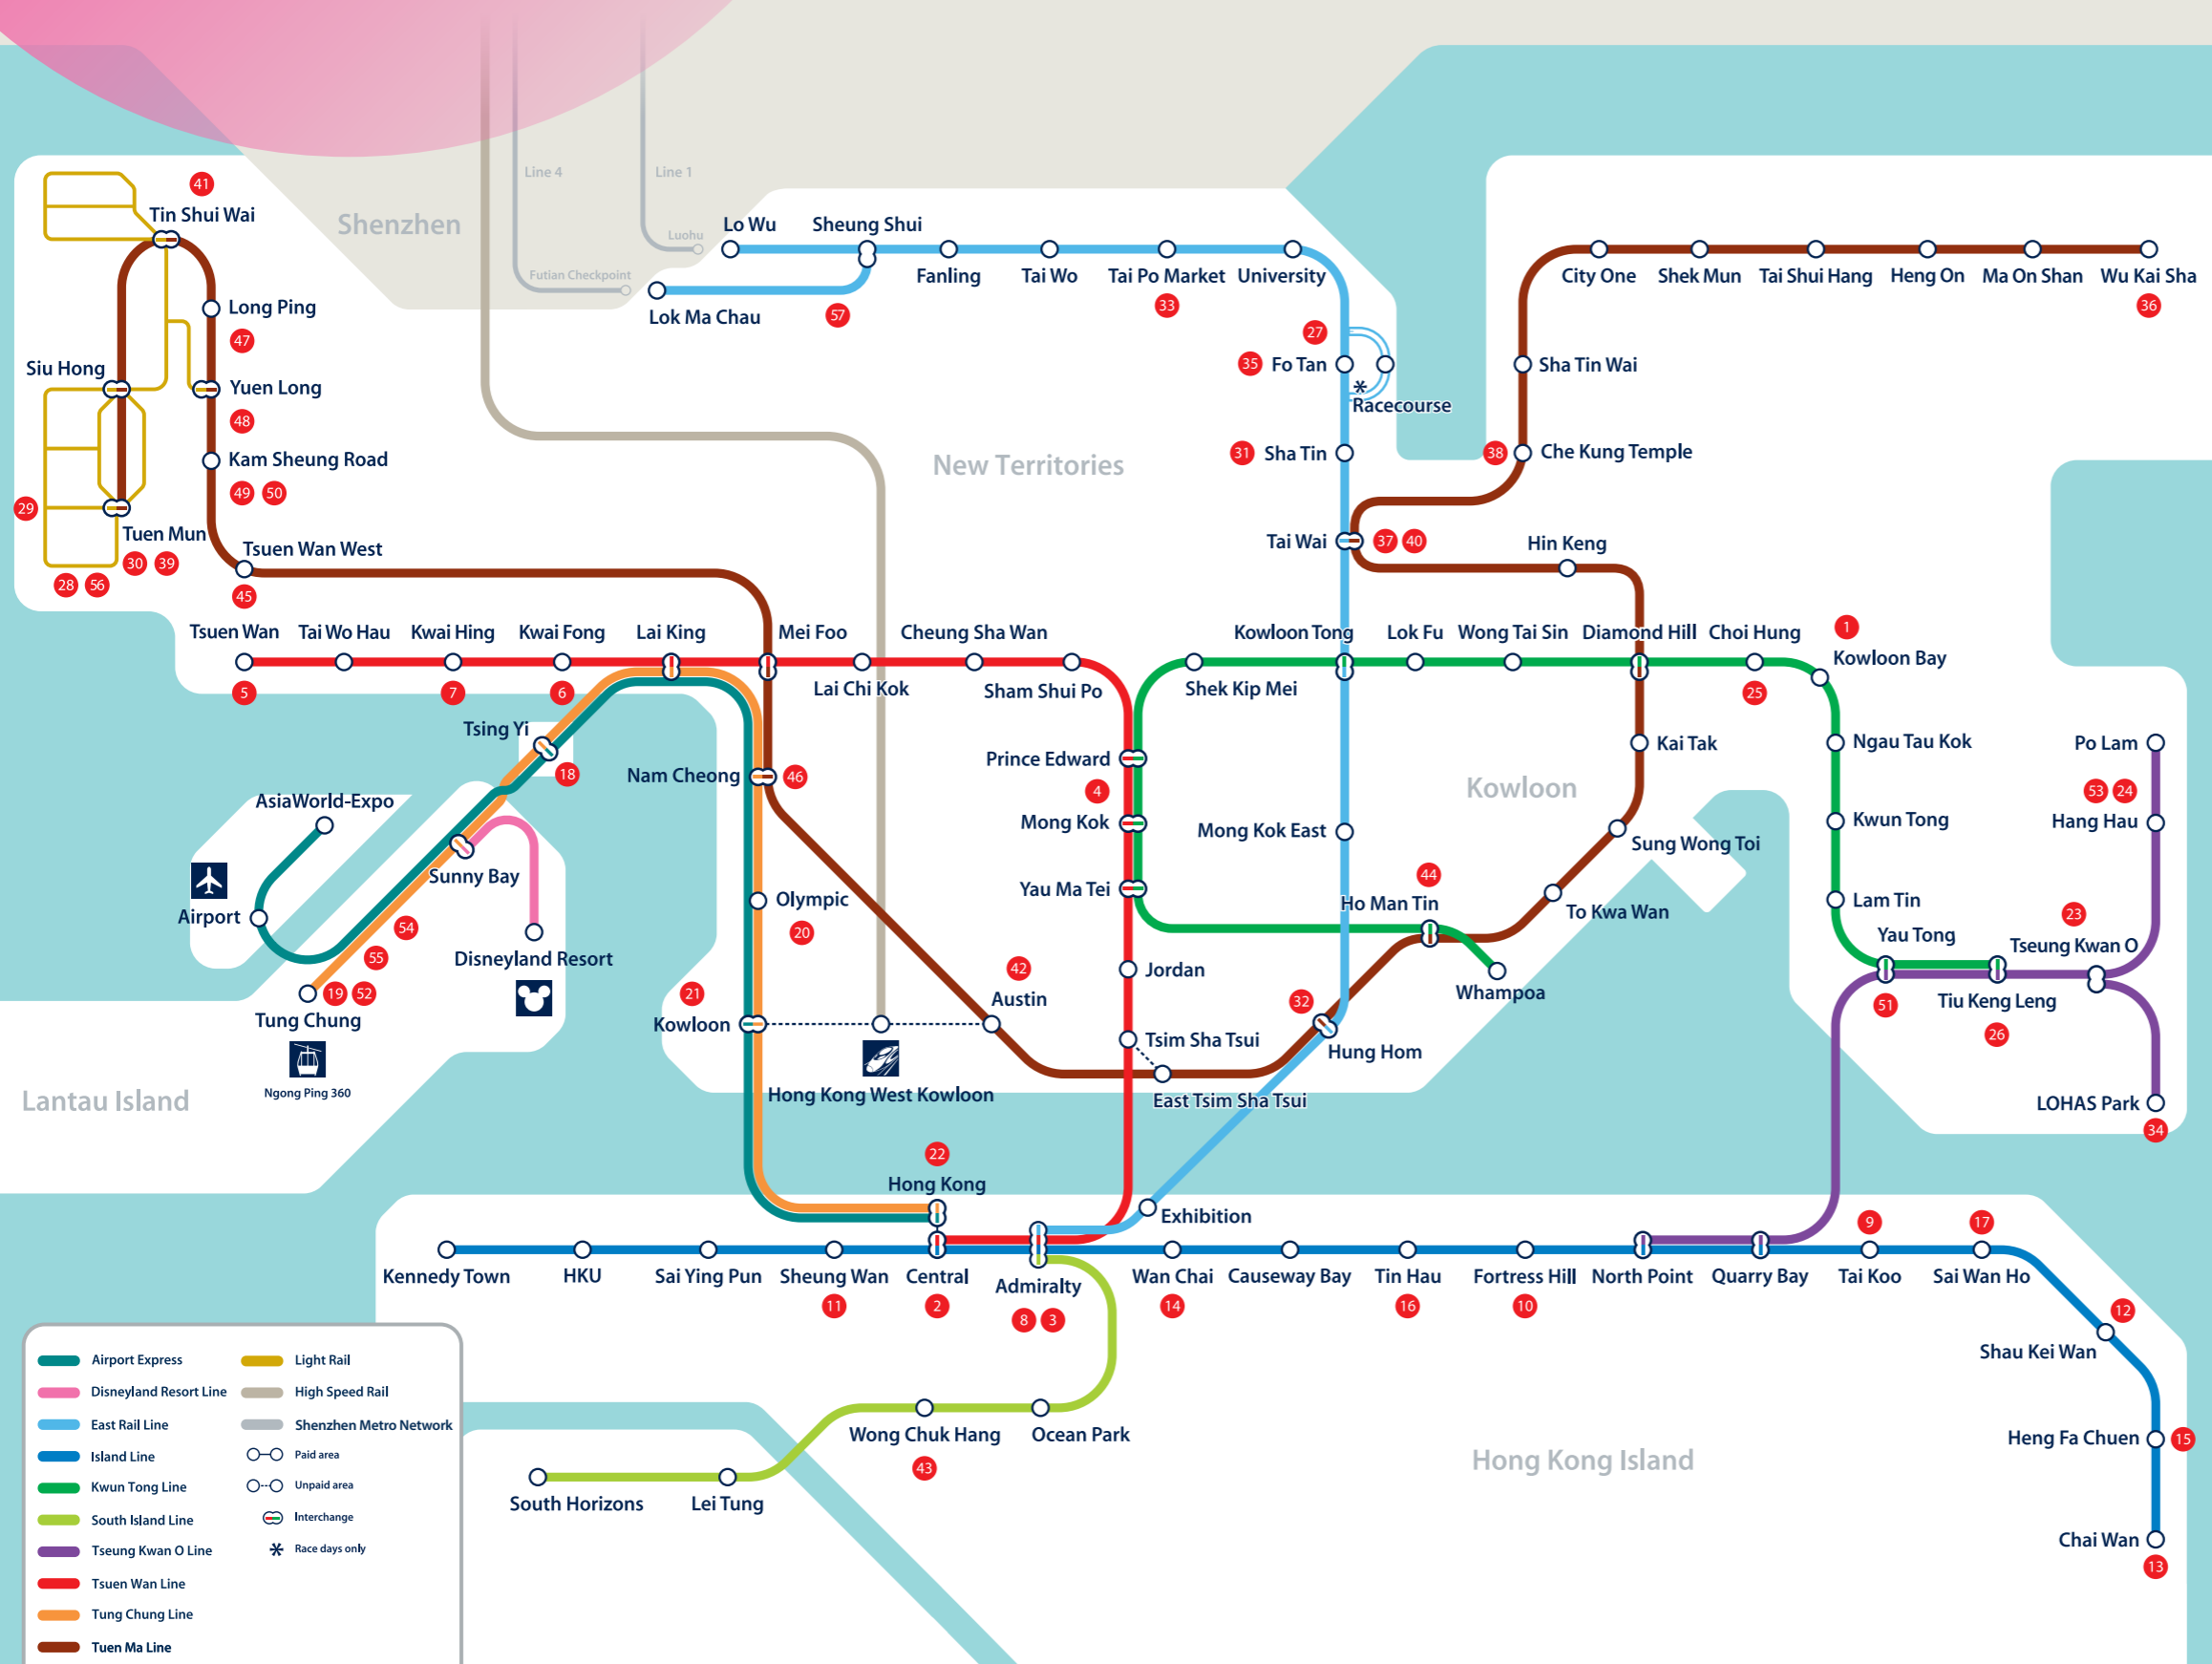 Line 4
Line 1
41
Tin Shui Wai
Shenzhen
Luohu
Futian Checkpoint
Lo Wu
Sheung Shui
Fanling
Tai Wo
Tai Po Market
University
33
Lok Ma Chau
57
City One
Shek Mun
Tai Shui Hang
Heng On
Ma On Shan
Wu Kai Sha
36
Long Ping
47
Siu Hong
Yuen Long
48
Kam Sheung Road
49
50
29
Tuen Mun
30
39
28
56
Tsuen Wan West
45
27
35
Fo Tan
*
Racecourse
Sha Tin Wai
New Territories
31
Sha Tin
38
Che Kung Temple
Tai Wai
37
40
Hin Keng
Tsuen Wan
Tai Wo Hau
Kwai Hing
Kwai Fong
Lai King
Mei Foo
Cheung Sha Wan
Kowloon Tong
Lok Fu
Wong Tai Sin
Diamond Hill
Choi Hung
1
Kowloon Bay
5
7
6
Lai Chi Kok
Sham Shui Po
Shek Kip Mei
25
Tsing Yi
18
Nam Cheong
46
Prince Edward
4
Mong Kok
Mong Kok East
Kowloon
Kai Tak
Ngau Tau Kok
Po Lam
53
24
Hang Hau
Kwun Tong
Sung Wong Toi
AsiaWorld-Expo
Airport
Sunny Bay
Disneyland Resort
54
55
19
52
Tung Chung
Ngong Ping 360
Lantau Island
Olympic
20
Yau Ma Tei
44
Ho Man Tin
To Kwa Wan
Lam Tin
Yau Tong
23
Tseung Kwan O
51
Tiu Keng Leng
26
Jordan
42
Austin
21
Kowloon
Hong Kong West Kowloon
Tsim Sha Tsui
East Tsim Sha Tsui
32
Hung Hom
Whampoa
LOHAS Park
34
22
Hong Kong
Exhibition
Kennedy Town
HKU
Sai Ying Pun
Sheung Wan
Central
Admiralty
Wan Chai
Causeway Bay
Tin Hau
Fortress Hill
North Point
Quarry Bay
9
Tai Koo
17
Sai Wan Ho
11
2
8
3
14
16
10
12
Shau Kei Wan
Wong Chuk Hang
43
Ocean Park
South Horizons
Lei Tung
Hong Kong Island
Heng Fa Chuen
15
Chai Wan
13
Airport Express
Disneyland Resort Line
East Rail Line
Island Line
Kwun Tong Line
South Island Line
Tseung Kwan O Line
Tsuen Wan Line
Tung Chung Line
Tuen Ma Line
Light Rail
High Speed Rail
Shenzhen Metro Network
Paid area
Unpaid area
Interchange
* Race days only